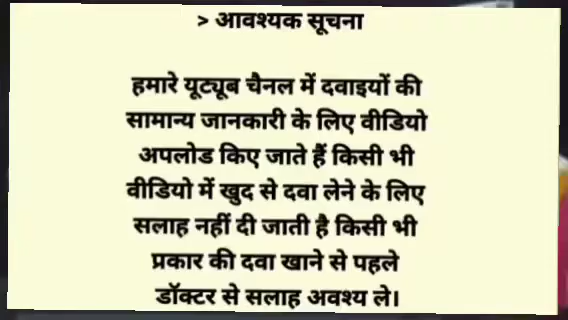 > आवश्यक सूचना
हमारे यूट्यूब चैनल में दवाइयों की
सामान्य जानकारी के लिए वीडियो
अपलोड किए जाते हैं किसी भी
वीडियो में खुद से दवा लेने के लिए
सलाह नहीं दी जाती है किसी भी
प्रकार की दवा खाने से पहले
डॉक्टर से सलाह अवश्य ले।